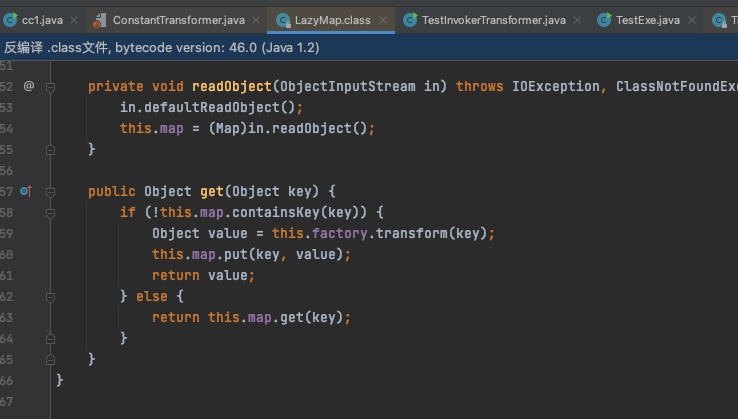 cc1.java ConstantTransformer.java LazyMap.class TestInvokerTransformer.java TestExe.java
反编译 .class文件, bytecode version: 46.0 (Java 1.2)
51
52 @ private void readObject(ObjectInputStream in) throws IOException, ClassNotFoundExc
53 in.defaultReadObject();
54 this.map = (Map)in.readObject();
55 }
56
57 public Object get(Object key) {
58 if (!this.map.containsKey(key)) {
59 Object value = this.factory.transform(key);
60 this.map.put(key, value);
61 return value;
62 } else {
63 return this.map.get(key);
64 }
65 }
66 }
67